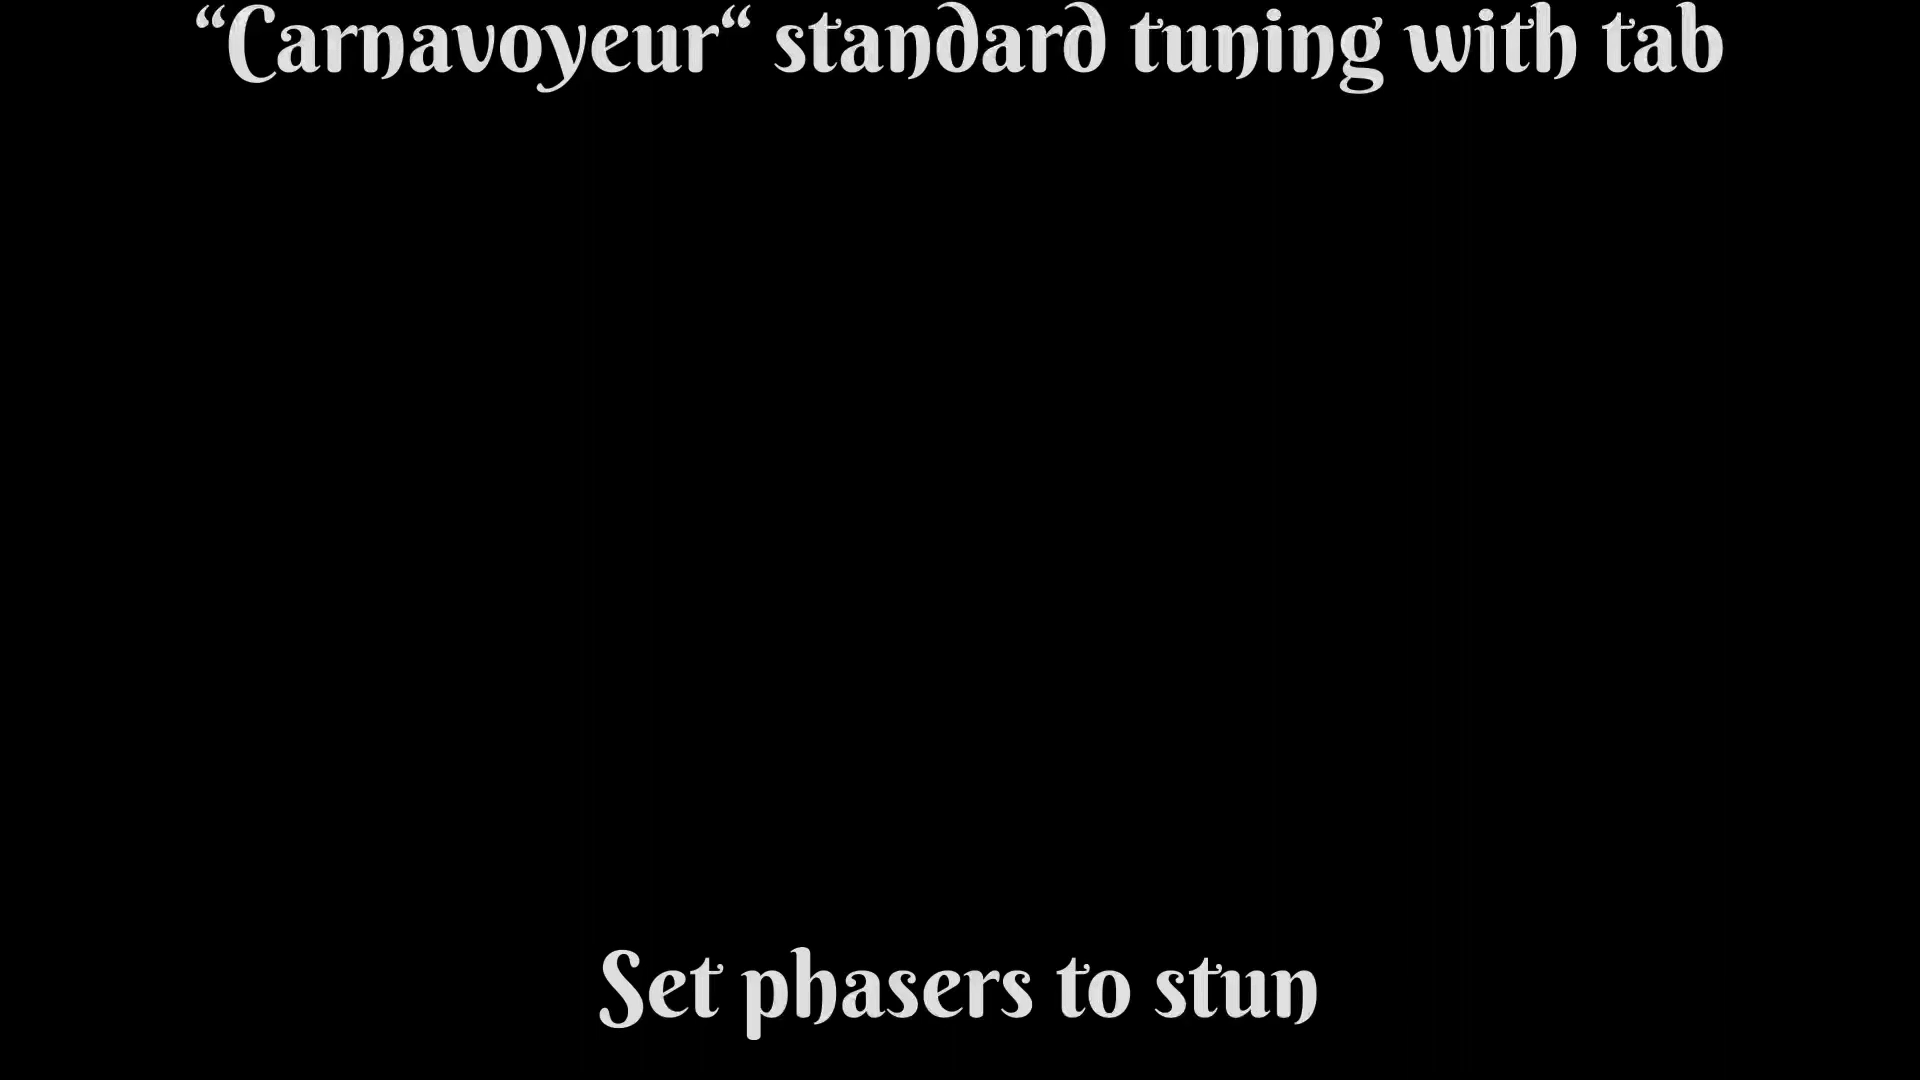 “Carnavoyeur“ standard tuning with tab
Set phasers to stun